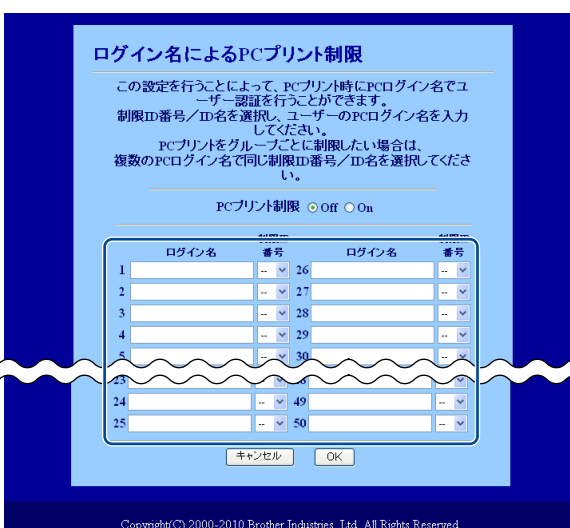 ログイン名によるPCプリント制限
この設定を行うことによって、PCプリント時にPCログイン名でユ
ーザー認証を行うことができます。
制限ID番号／ID名を選択し、ユーザーのPCログイン名を入力
してください。
PCプリントをグループごとに制限したい場合は、
複数のPCログイン名で同じ制限ID番号／ID名を選択してくださ
い。
PCプリント制限 Off On
ログイン名 番号 ログイン名 番号
1 -- 26 --
2 -- 27 --
3 -- 28 --
4 -- 29 --
5 -- 30 --
23 --
24 -- 49 --
25 -- 50 --
キャンセル OK
Copyright(C) 2000-2010 Brother Industries, Ltd. All Rights Reserved.